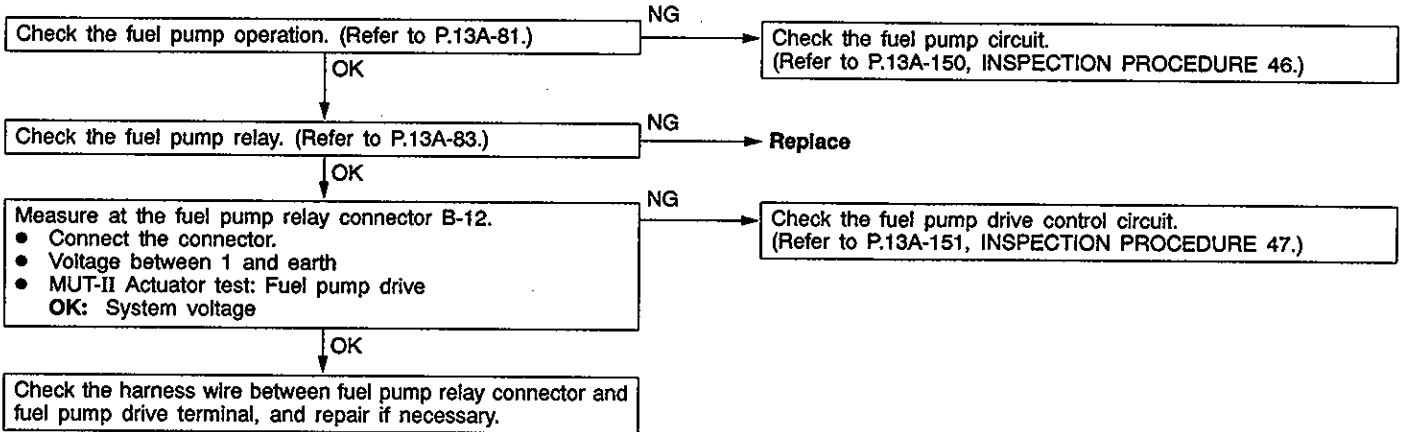 Check the fuel pump operation. (Refer to P.13A-81.)
NG
Check the fuel pump circuit.
(Refer to P.13A-150, INSPECTION PROCEDURE 46.)
OK
Check the fuel pump relay. (Refer to P.13A-83.)
NG
Replace
OK
Measure at the fuel pump relay connector B-12.
● Connect the connector.
● Voltage between 1 and earth
● MUT-II Actuator test: Fuel pump drive
OK: System voltage
NG
Check the fuel pump drive control circuit.
(Refer to P.13A-151, INSPECTION PROCEDURE 47.)
OK
Check the harness wire between fuel pump relay connector and
fuel pump drive terminal, and repair if necessary.